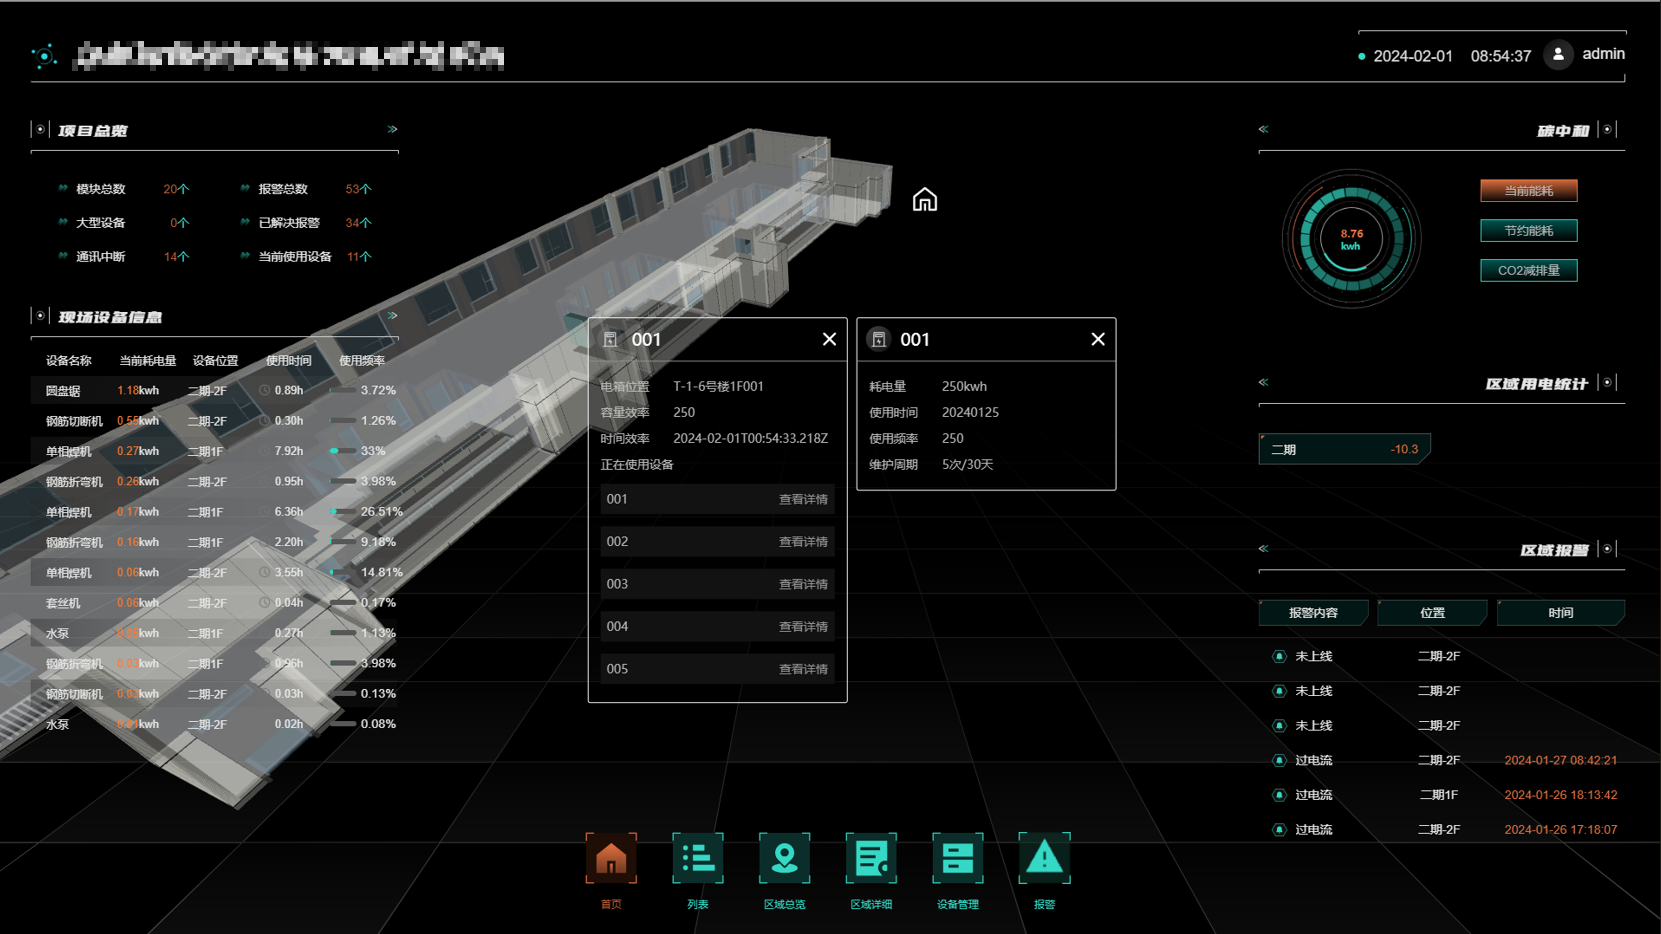 2024-02-01 08:54:37 admin
项目总览
模块总数 20个 报警总数 53个
大型设备 0个 已解决报警 34个
通讯中断 14个 当前使用设备 11个
现场设备信息
设备名称 当前耗电量 设备位置 使用时间 使用频率
圆盘锯 1.18kwh 二期-2F 0.89h 3.72%
钢筋切断机 0.55kwh 二期-2F 0.30h 1.26%
单相焊机 0.27kwh 二期1F 7.92h 33%
钢筋折弯机 0.26kwh 二期-2F 0.95h 3.98%
单相焊机 0.17kwh 二期1F 6.36h 26.51%
钢筋折弯机 0.16kwh 二期1F 2.20h 9.18%
单相焊机 0.06kwh 二期-2F 3.55h 14.81%
套丝机 0.06kwh 二期-2F 0.04h 0.17%
水泵 kwh 二期1F 0.27h 1.13%
钢筋折弯机 0.03kwh 二期1F 0.95h 3.98%
钢筋切断机 0.03kwh 二期-2F 0.03h 0.13%
水泵 kwh 二期-2F 0.02h 0.08%
001
电箱位置 T-1-6号楼1F001
容量效率 250
时间效率 2024-02-01T00:54:33.218Z
正在使用设备
001 查看详情
002 查看详情
003 查看详情
004 查看详情
005 查看详情
001
耗电量 250kwh
使用时间 20240125
使用频率 250
维护周期 5次/30天
碳中和
8.76
kwh
当前能耗
节约能耗
CO2减排量
区域用电统计
二期 -10.3
区域报警
报警内容 位置 时间
未上线 二期-2F
未上线 二期-2F
未上线 二期-2F
过电流 二期-2F 2024-01-27 08:42:21
过电流 二期1F 2024-01-26 18:13:42
过电流 二期-2F 2024-01-26 17:18:07
首页 列表 区域总览 区域详细 设备管理 报警